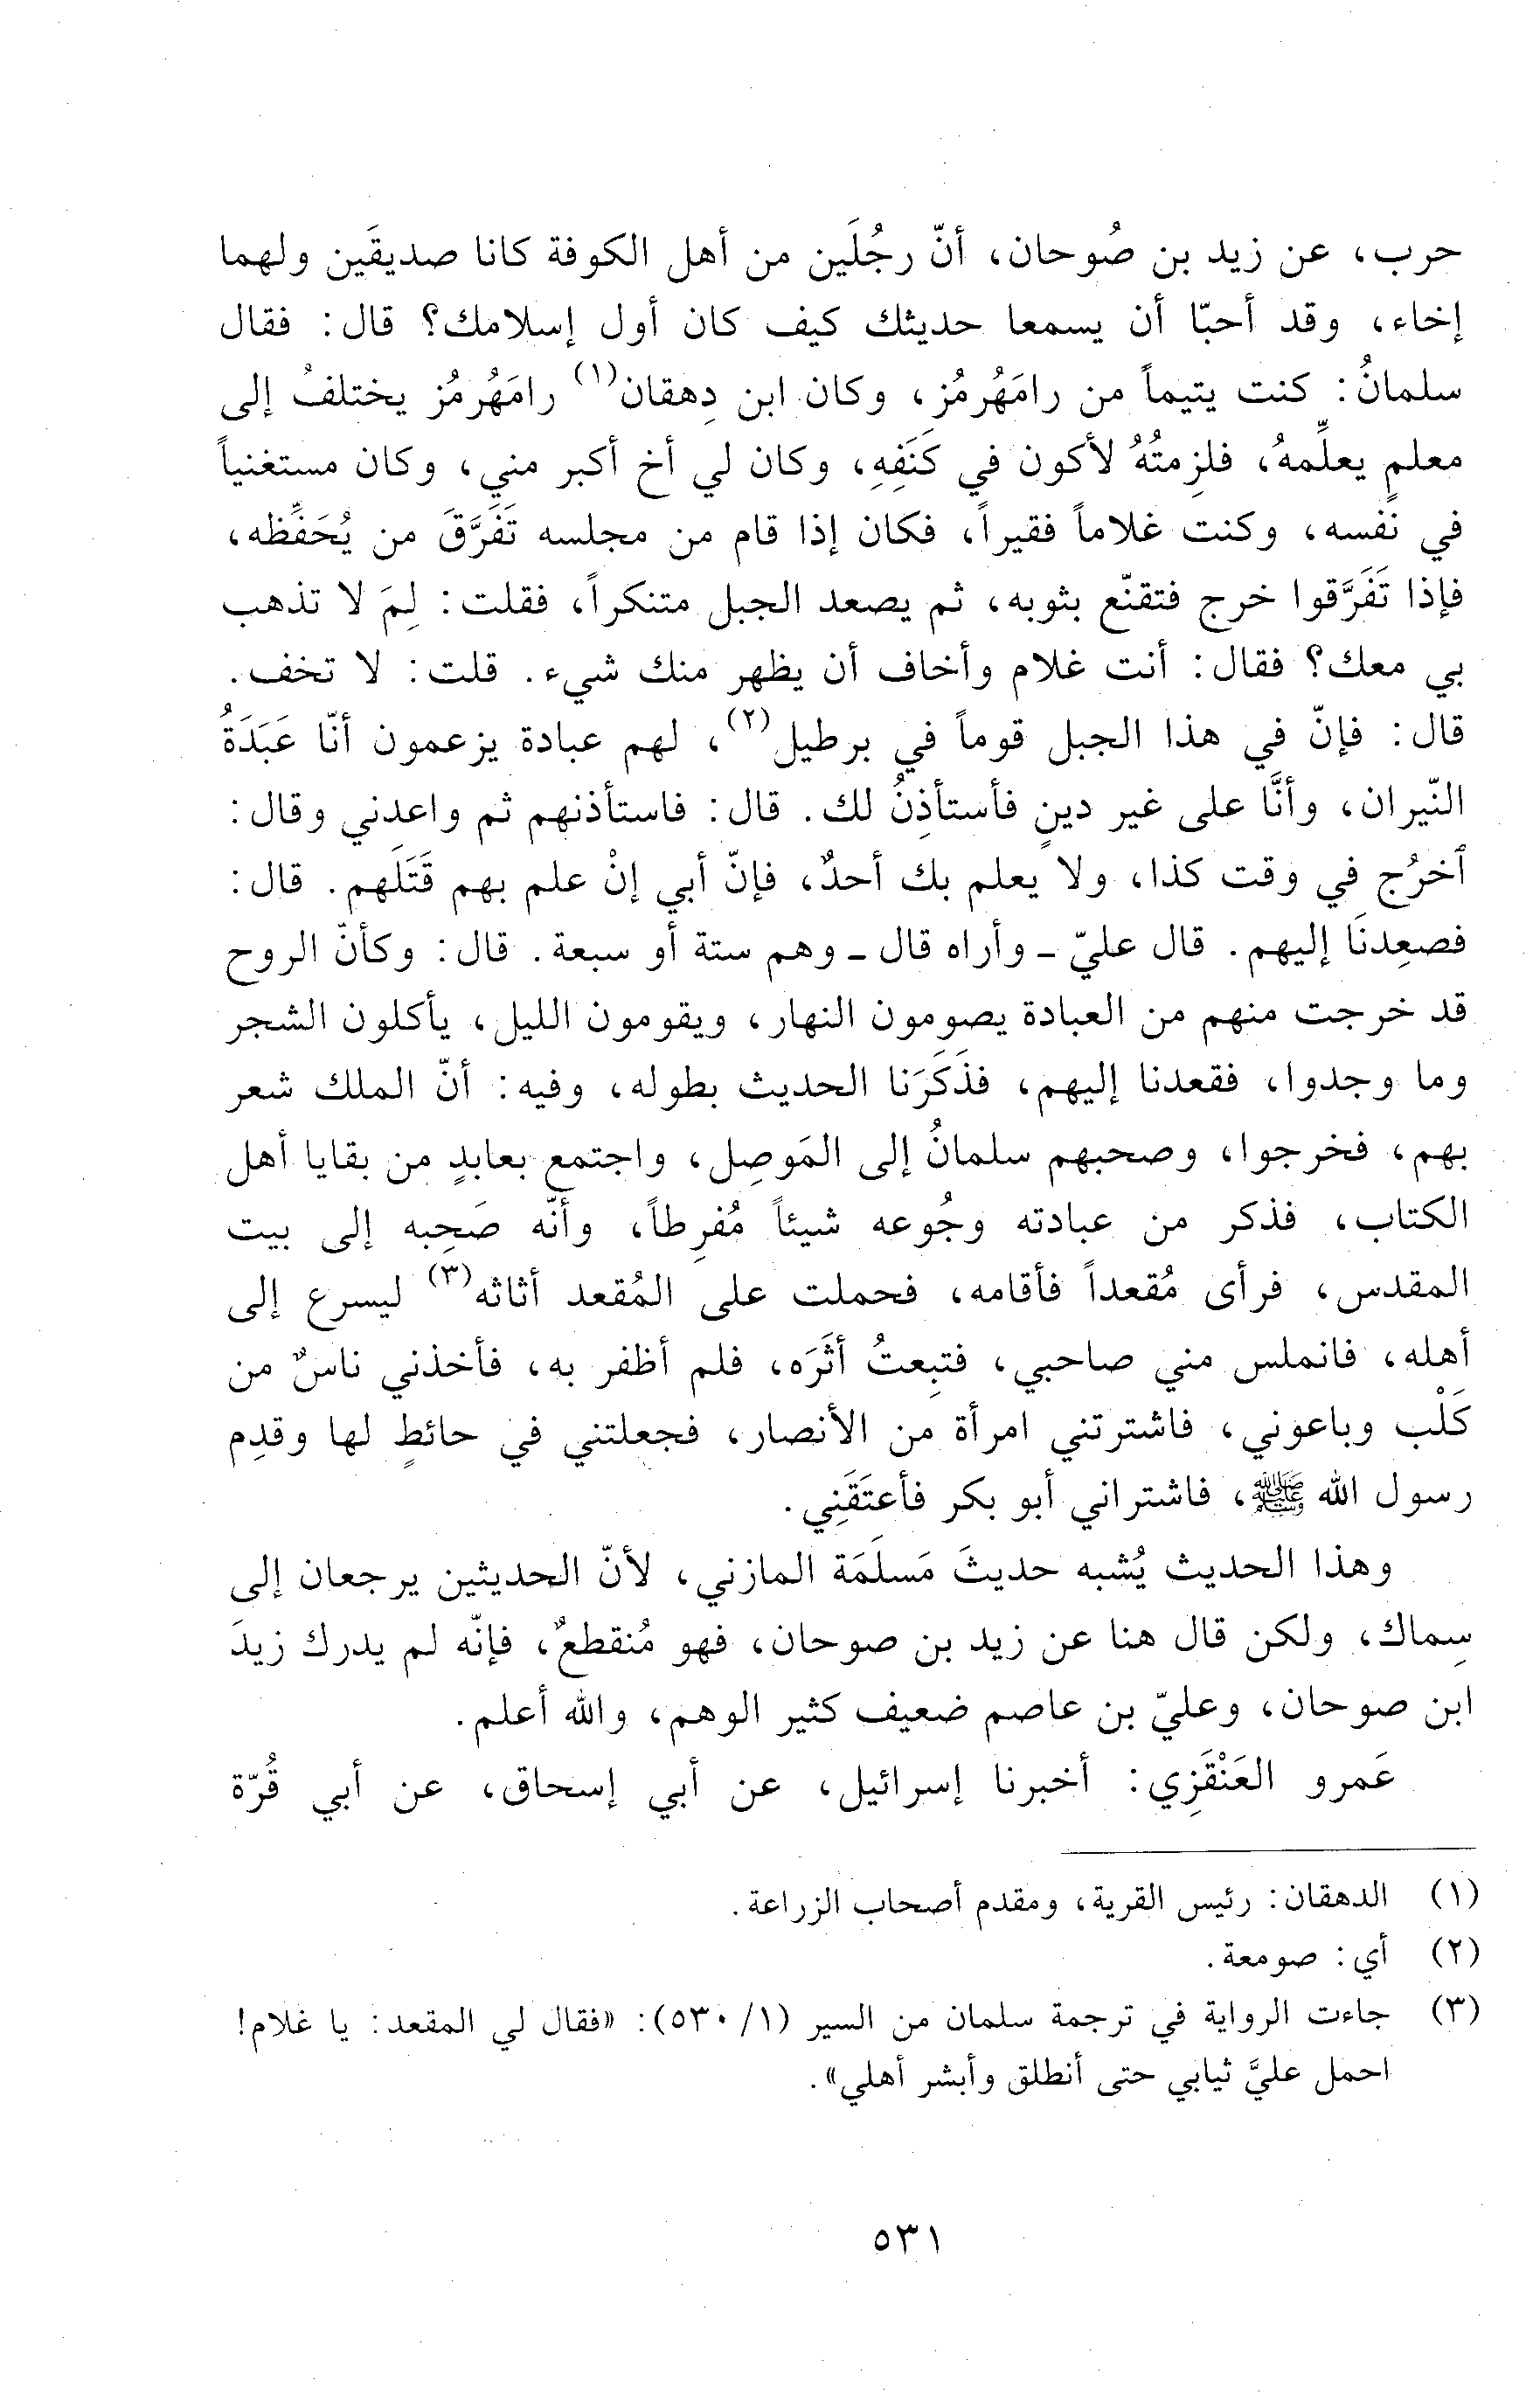 حرب، عن زيد بن صُوحان، أنّ رجُلَين من أهل الكوفة كانا صديقَين ولهما
إخاء، وقد أحبّا أن يسمعا حديثك كيف كان أول إسلامك؟ قال: فقال
سلمانُ: كنت يتيماً من رامَهُرمُز، وكان ابن دِهقان(١) رامَهُرمُز يختلفُ إلى
معلمٍ يعلِّمهُ، فلزِمتُهُ لأكون في كَنَفِهِ، وكان لي أخ أكبر مني، وكان مستغنياً
في نفسه، وكنت غلاماً فقيراً، فكان إذا قام من مجلسه تَفَرَّقَ من يُحَفِّظه،
فإذا تَفَرَّقوا خرج فتقنّع بثوبه، ثم يصعد الجبل متنكراً، فقلت: لِمَ لا تذهب
بي معك؟ فقال: أنت غلام وأخاف أن يظهر منك شيء. قلت: لا تخف.
قال: فإنّ في هذا الجبل قوماً في برطيل(٢)، لهم عبادة يزعمون أنّا عَبَدَةُ
النّيران، وأنَّا على غير دينٍ فأستأذِنُ لك. قال: فاستأذنهم ثم واعدني وقال:
ٱخرُج في وقت كذا، ولا يعلم بك أحدٌ، فإنّ أبي إنْ علم بهم قَتَلَهم. قال:
فصعِدنَا إليهم. قال عليّ ـ وأراه قال ـ وهم ستة أو سبعة. قال: وكأنّ الروح
قد خرجت منهم من العبادة يصومون النهار، ويقومون الليل، يأكلون الشجر
وما وجدوا، فقعدنا إليهم، فذَكَرَنا الحديث بطوله، وفيه: أنّ الملك شعر
بهم، فخرجوا، وصحبهم سلمانُ إلى المَوصِل، واجتمع بعابدٍ من بقايا أهل
الكتاب، فذكر من عبادته وجُوعه شيئاً مُفرِطاً، وأنّه صَحِبه إلى بيت
المقدس، فرأى مُقعداً فأقامه، فحملت على المُقعد أثاثه(٣) ليسرع إلى
أهله، فانملس مني صاحبي، فتبِعتُ أثَرَه، فلم أظفر به، فأخذني ناسٌ من
كَلْب وباعوني، فاشترتني امرأة من الأنصار، فجعلتني في حائطٍ لها وقدِم
رسول الله ﷺ، فاشتراني أبو بكر فأعتَقَنِي.
وهذا الحديث يُشبه حديثَ مَسلَمَة المازني، لأنّ الحديثين يرجعان إلى
سِماك، ولكن قال هنا عن زيد بن صوحان، فهو مُنقطعٌ، فإنّه لم يدرك زيدَ
ابن صوحان، وعليّ بن عاصم ضعيف كثير الوهم، والله أعلم.
عَمرو العَنْقَزِي: أخبرنا إسرائيل، عن أبي إسحاق، عن أبي قُرّة
(١) الدهقان: رئيس القرية، ومقدم أصحاب الزراعة.
(٢) أي: صومعة.
(٣) جاءت الرواية في ترجمة سلمان من السير (١/ ٥٣٠): «فقال لي المقعد: يا غلام!
احمل عليَّ ثيابي حتى أنطلق وأبشر أهلي».
٥٣١